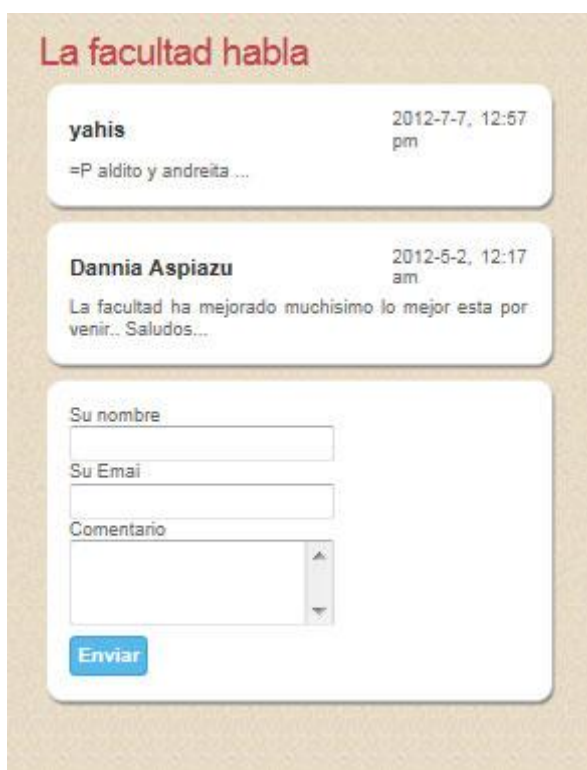 La facultad habla
yahis
2012-7-7, 12:57
pm
=P aldito y andreita ...
Dannia Aspiazu
2012-5-2, 12:17
am
La facultad ha mejorado muchisimo lo mejor esta por
venir.. Saludos...
Su nombre
Su Emai
Comentario
Enviar